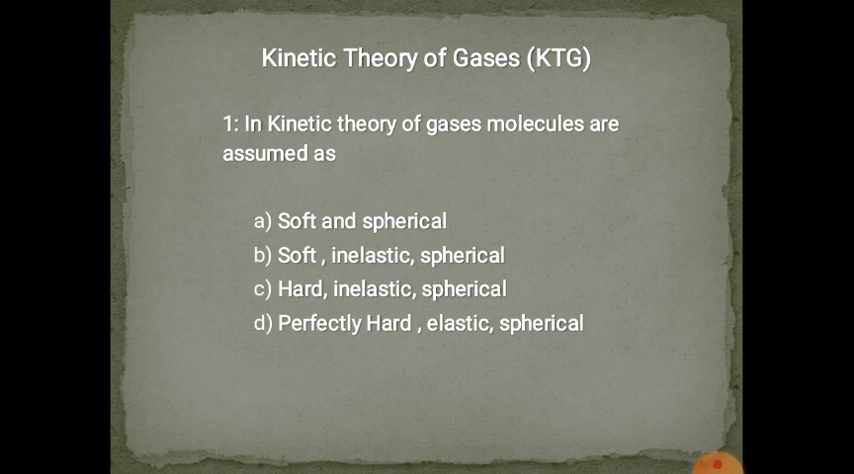 Kinetic Theory of Gases (KTG)
1: In Kinetic theory of gases molecules are
assumed as
a) Soft and spherical
b) Soft , inelastic, spherical
c) Hard, inelastic, spherical
d) Perfectly Hard , elastic, spherical